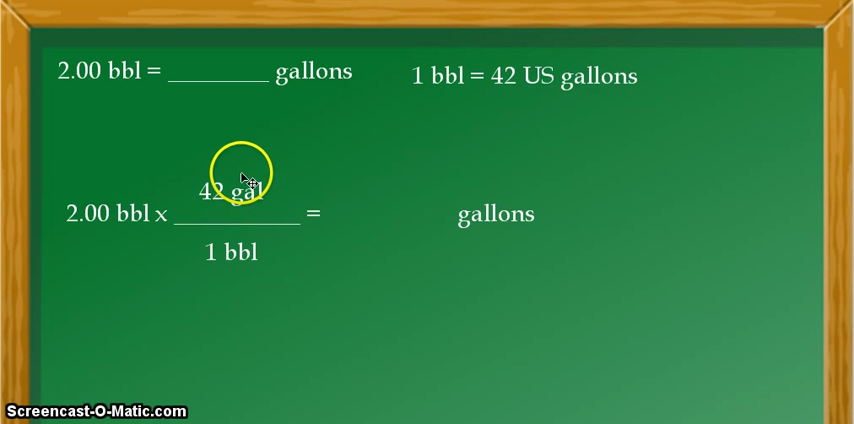 2.00 bbl = ________ gallons
1 bbl = 42 US gallons
42 gal
2.00 bbl x __________ =
gallons
1 bbl
Screencast-O-Matic.com